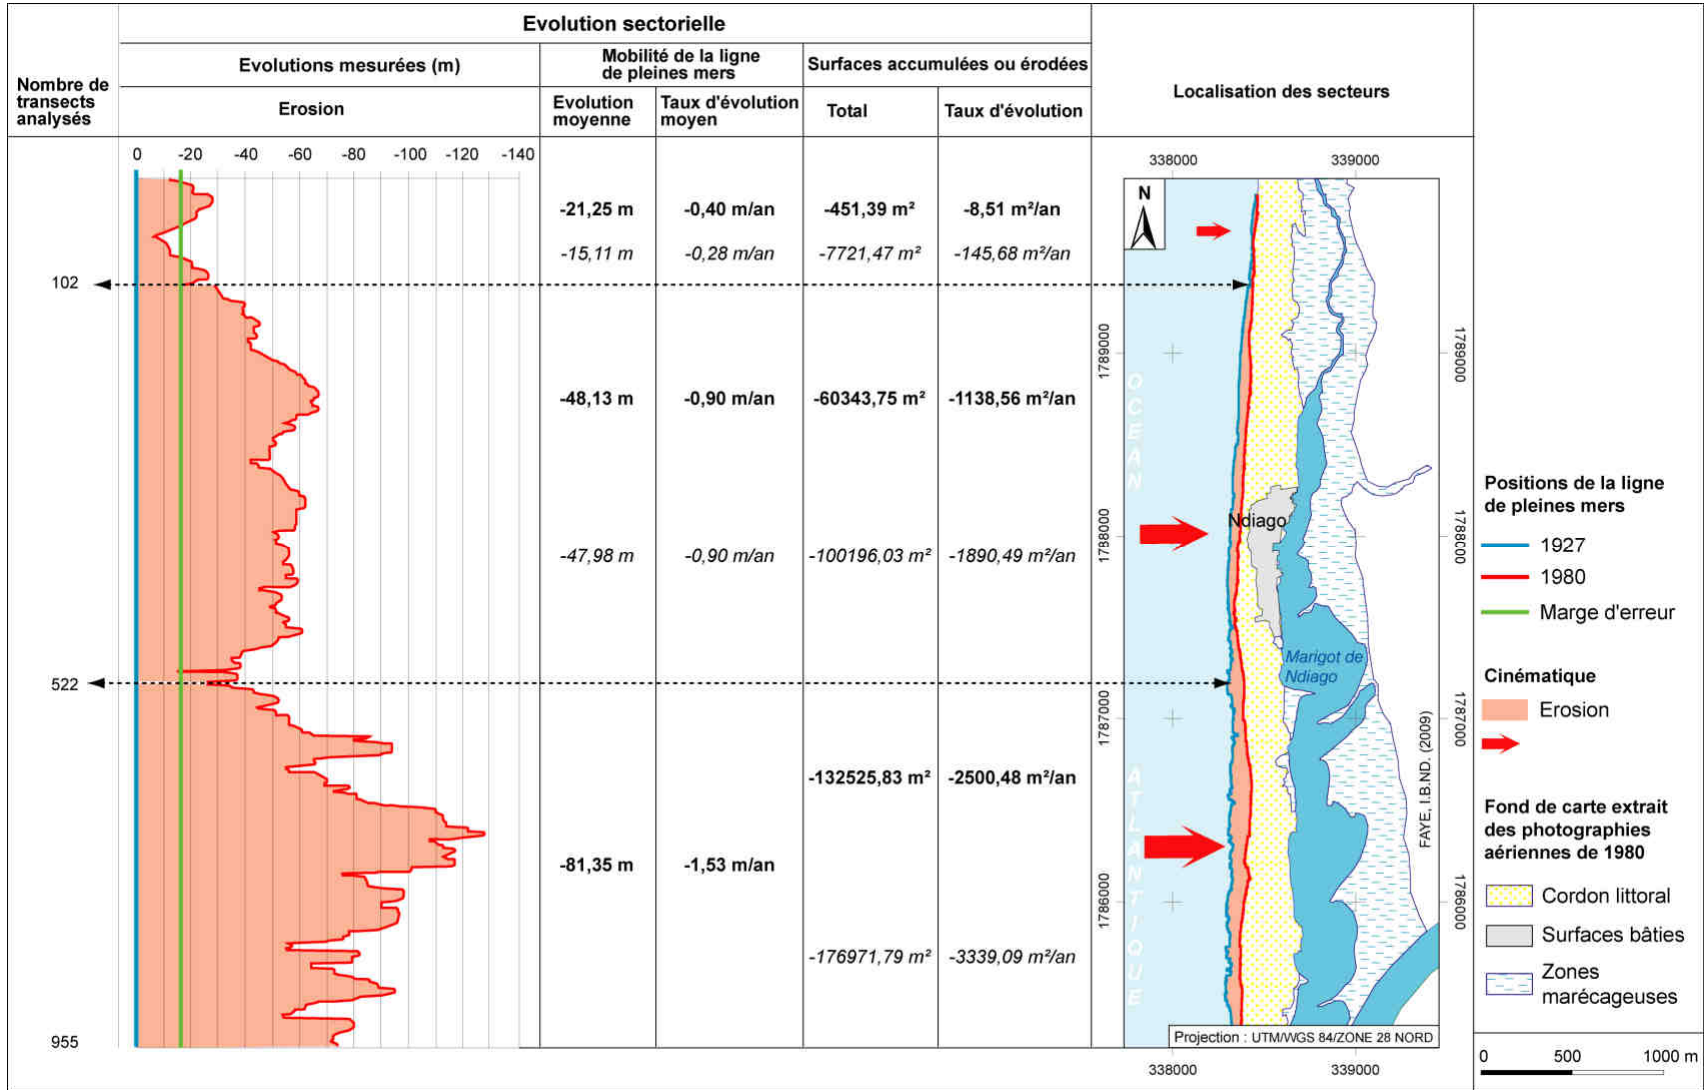 Evolution sectorielle
Nombre de
transects
analysés
Evolutions mesurées (m)
Erosion
Mobilité de la ligne
de pleines mers
Evolution
moyenne
Taux d'évolution
moyen
Surfaces accumulées ou érodées
Total
Taux d'évolution
Localisation des secteurs
0 -20 -40 -60 -80 -100 -120 -140
-21,25 m -0,40 m/an -451,39 m² -8,51 m²/an
-15,11 m -0,28 m/an -7721,47 m² -145,68 m²/an
102
-48,13 m -0,90 m/an -60343,75 m² -1138,56 m²/an
-47,98 m -0,90 m/an -100196,03 m² -1890,49 m²/an
522
-132525,83 m² -2500,48 m²/an
-81,35 m -1,53 m/an
-176971,79 m² -3339,09 m²/an
955
338000 339000
N
1789000 1789000
1788000 1788000
1787000 1787000
1786000 1786000
OCEAN
ATLANTIQUE
Ndiago
Marigot de
Ndiago
FAYE, I.B.ND. (2009)
Projection : UTM/WGS 84/ZONE 28 NORD
338000 339000
Positions de la ligne
de pleines mers
1927
1980
Marge d'erreur
Cinématique
Erosion
Fond de carte extrait
des photographies
aériennes de 1980
Cordon littoral
Surfaces bâties
Zones
marécageuses
0 500 1000 m